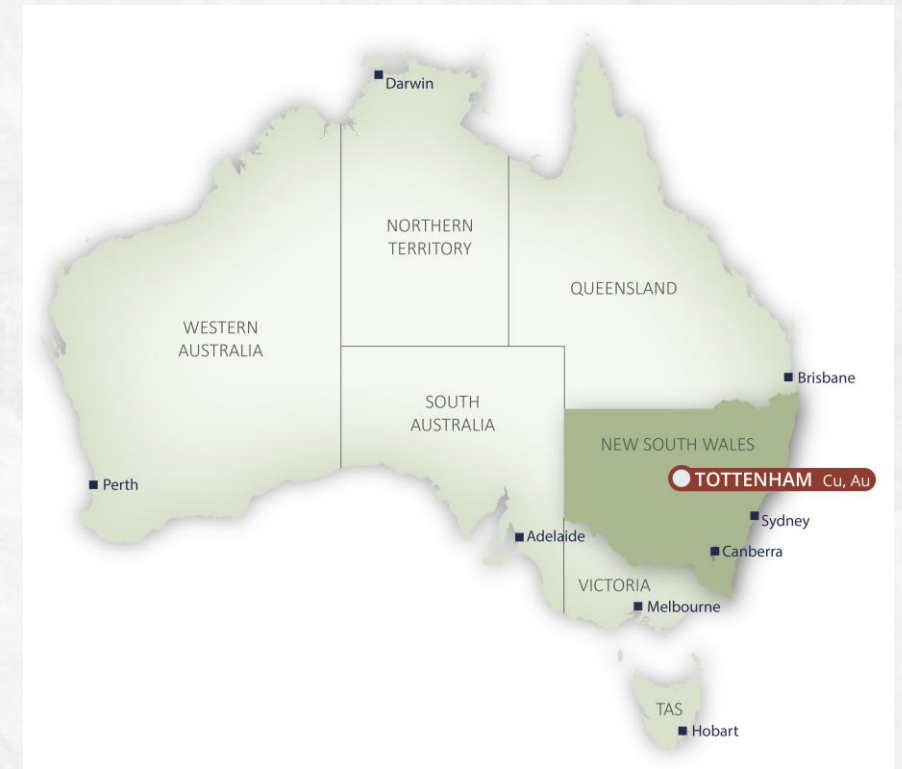 Darwin
NORTHERN
TERRITORY
QUEENSLAND
WESTERN
AUSTRALIA
Brisbane
SOUTH
AUSTRALIA
NEW SOUTH WALES
TOTTENHAM Cu, Au
Perth
Sydney
Adelaide
Canberra
VICTORIA
Melbourne
TAS
Hobart